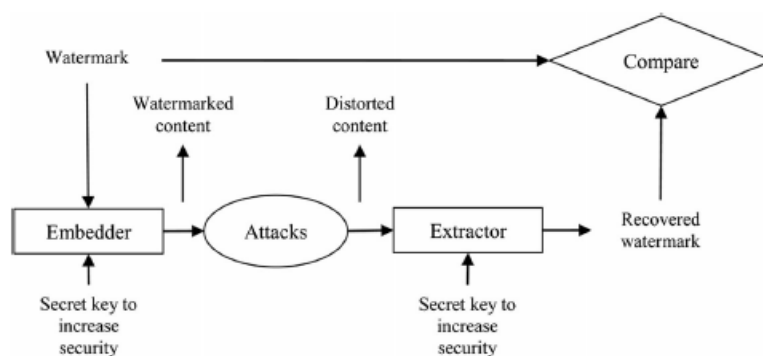 Watermark
Compare
Watermarked
content
Distorted
content
Embedder
Attacks
Extractor
Recovered
watermark
Secret key to
increase
security
Secret key to
increase
security